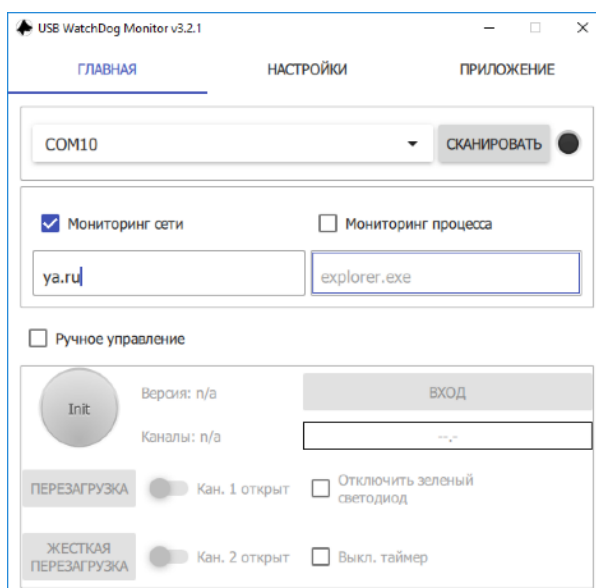 USB WatchDog Monitor v3.2.1
ГЛАВНАЯ НАСТРОЙКИ ПРИЛОЖЕНИЕ
COM10 СКАНИРОВАТЬ
Мониторинг сети Мониторинг процесса
ya.ru explorer.exe
Ручное управление
Init Версия: n/a ВХОД
Каналы: n/a --.-
ПЕРЕЗАГРУЗКА Кан. 1 открыт Отключить зеленый
светодиод
ЖЕСТКАЯ
ПЕРЕЗАГРУЗКА Кан. 2 открыт Выкл. таймер